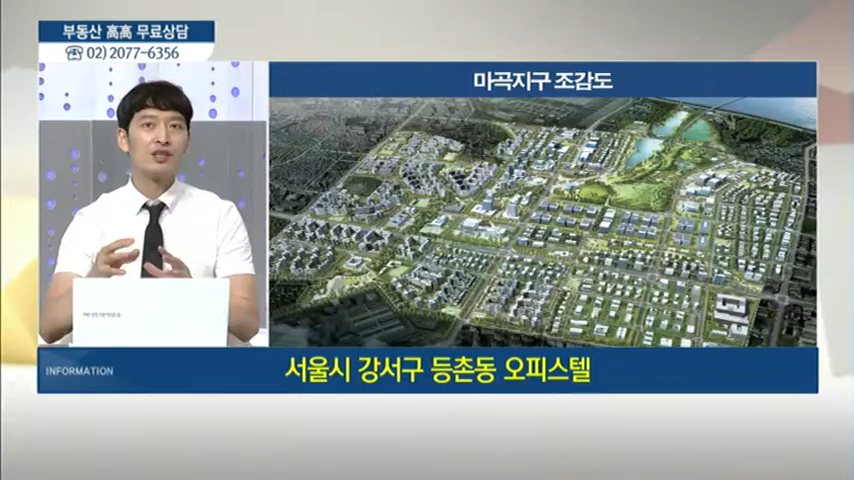 부동산 高高 무료상담
☎ 02) 2077-6356
마곡지구 조감도
INFORMATION
서울시 강서구 등촌동 오피스텔